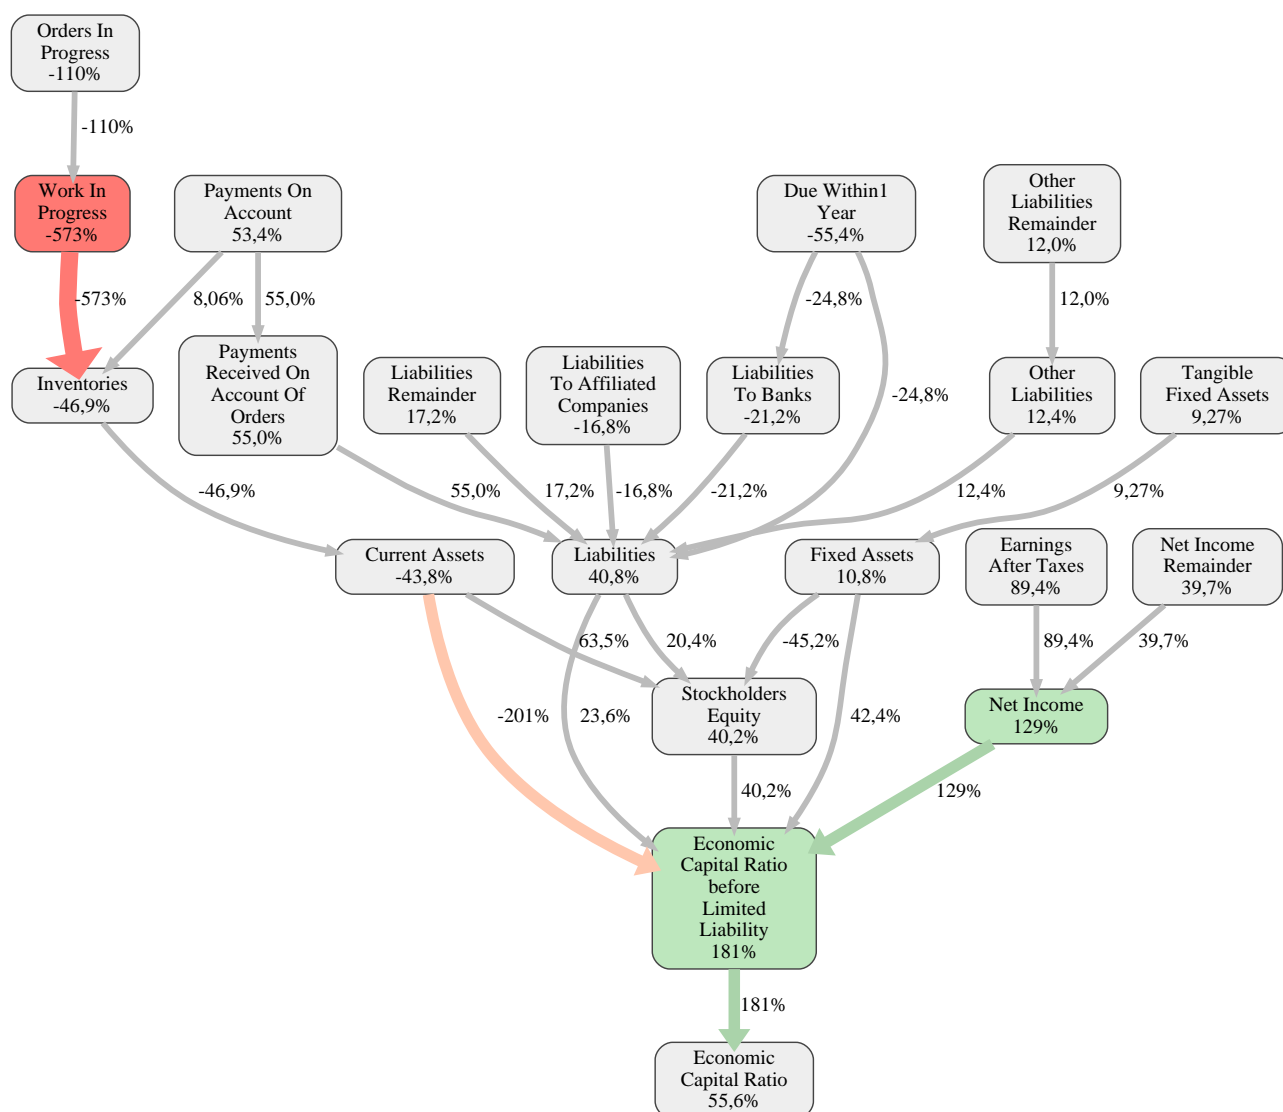 Orders In
Progress
-110%
-110%
Work In
Progress
-573%
Payments On
Account
53,4%
Due Within1
Year
-55,4%
Other
Liabilities
Remainder
12,0%
-573%
8,06%
55,0%
-24,8%
12,0%
Inventories
-46,9%
Payments
Received On
Account Of
Orders
55,0%
Liabilities
Remainder
17,2%
Liabilities
To Affiliated
Companies
-16,8%
Liabilities
To Banks
-21,2%
-24,8%
Other
Liabilities
12,4%
Tangible
Fixed Assets
9,27%
-46,9%
55,0%
17,2%
-16,8%
-21,2%
12,4%
9,27%
Current Assets
-43,8%
Liabilities
40,8%
Fixed Assets
10,8%
Earnings
After Taxes
89,4%
Net Income
Remainder
39,7%
63,5%
20,4%
-45,2%
89,4%
39,7%
-201%
23,6%
Stockholders
Equity
40,2%
42,4%
Net Income
129%
40,2%
129%
Economic
Capital Ratio
before
Limited
Liability
181%
181%
Economic
Capital Ratio
55,6%